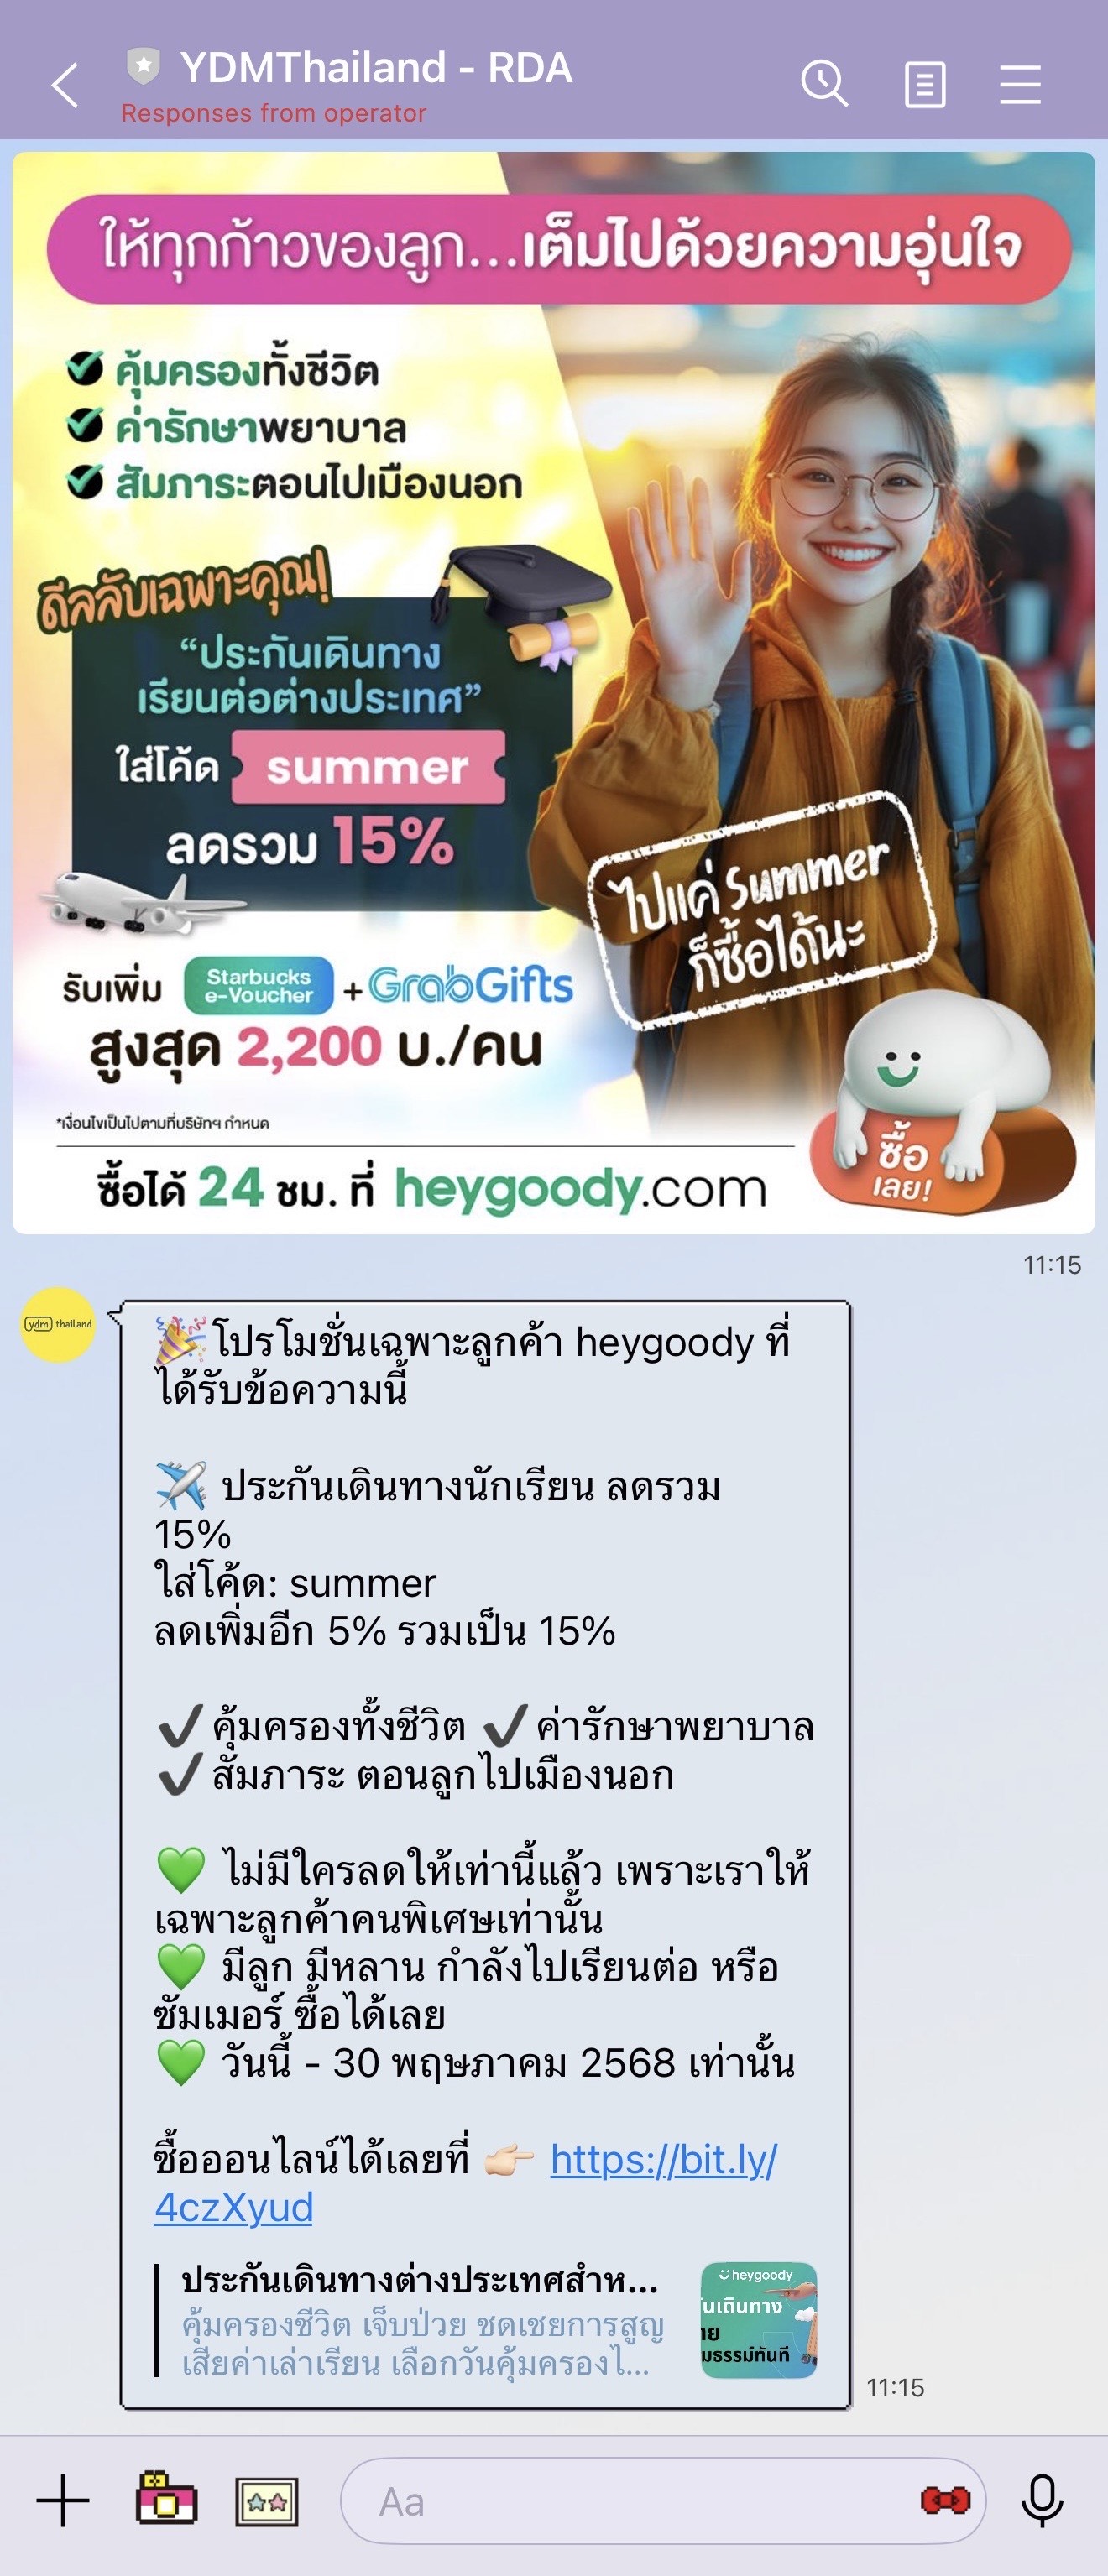 YDMThailand - RDA
Responses from operator
ให้ทุกก้าวของลูก...เต็มไปด้วยความอุ่นใจ
คุ้มครองทั้งชีวิต
ค่ารักษาพยาบาล
สัมภาระตอนไปเมืองนอก
ดีลลับเฉพาะคุณ!
“ประกันเดินทาง
เรียนต่อต่างประเทศ”
ใส่โค้ด summer
ลดรวม 15%
ไปแค่ Summer
ก็ซื้อได้นะ
รับเพิ่ม Starbucks e-Voucher + GrabGifts
สูงสุด 2,200 บ./คน
*เงื่อนไขเป็นไปตามที่บริษัทฯ กำหนด
ซื้อได้ 24 ชม. ที่ heygoody.com
ซื้อ
เลย!
11:15
ydm thailand
🎉โปรโมชั่นเฉพาะลูกค้า heygoody ที่
ได้รับข้อความนี้
✈️ ประกันเดินทางนักเรียน ลดรวม
15%
ใส่โค้ด: summer
ลดเพิ่มอีก 5% รวมเป็น 15%
✔️คุ้มครองทั้งชีวิต ✔️ค่ารักษาพยาบาล
✔️สัมภาระ ตอนลูกไปเมืองนอก
💚 ไม่มีใครลดให้เท่านี้แล้ว เพราะเราให้
เฉพาะลูกค้าคนพิเศษเท่านั้น
💚 มีลูก มีหลาน กำลังไปเรียนต่อ หรือ
ซัมเมอร์ ซื้อได้เลย
💚 วันนี้ - 30 พฤษภาคม 2568 เท่านั้น
ซื้อออนไลน์ได้เลยที่ 👉🏻 https://bit.ly/
4czXyud
ประกันเดินทางต่างประเทศสำห...
คุ้มครองชีวิต เจ็บป่วย ชดเชยการสูญ
เสียค่าเล่าเรียน เลือกวันคุ้มครองไ...
heygoody
นเดินทาง
าย
มธรรม์ทันที
11:15
Aa